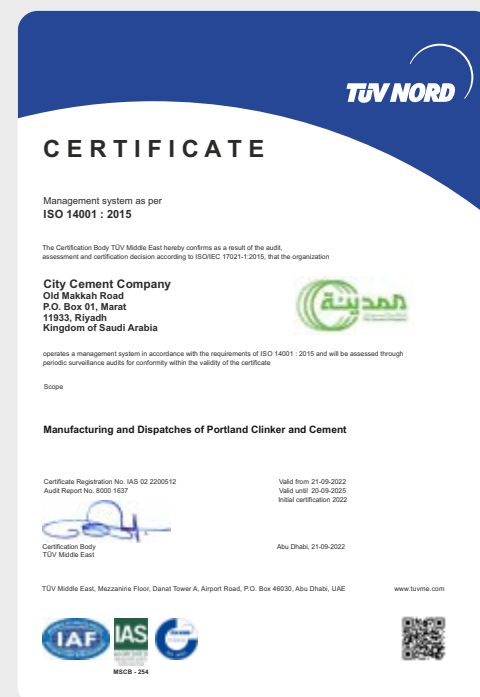 TÜV NORD
CERTIFICATE
Management system as per
ISO 14001 : 2015
The Certification Body TÜV Middle East hereby confirms as a result of the audit,
assessment and certification decision according to ISO/IEC 17021-1:2015, that the organization
City Cement Company
Old Makkah Road
P.O. Box 01, Marat
11933, Riyadh
Kingdom of Saudi Arabia
المدينة
operates a management system in accordance with the requirements of ISO 14001 : 2015 and will be assessed through
periodic surveillance audits for conformity within the validity of the certificate
Scope
Manufacturing and Dispatches of Portland Clinker and Cement
Certificate Registration No. IAS 02 2200512
Audit Report No. 8000 1637
Valid from 21-09-2022
Valid until 20-09-2025
Initial certification 2022
Certification Body
TÜV Middle East
Abu Dhabi, 21-09-2022
TÜV Middle East, Mezzanine Floor, Danat Tower A, Airport Road, P.O. Box 46030, Abu Dhabi, UAE
www.tuvme.com
IAF
IAS
MSCB - 254